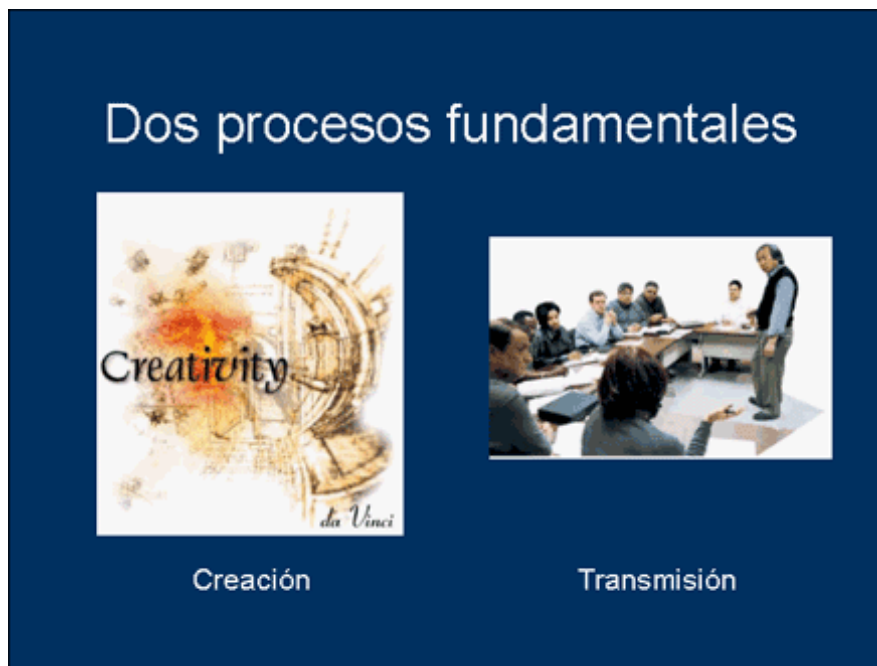 Dos procesos fundamentales
Creativity
da Vinci
Creación
Transmisión